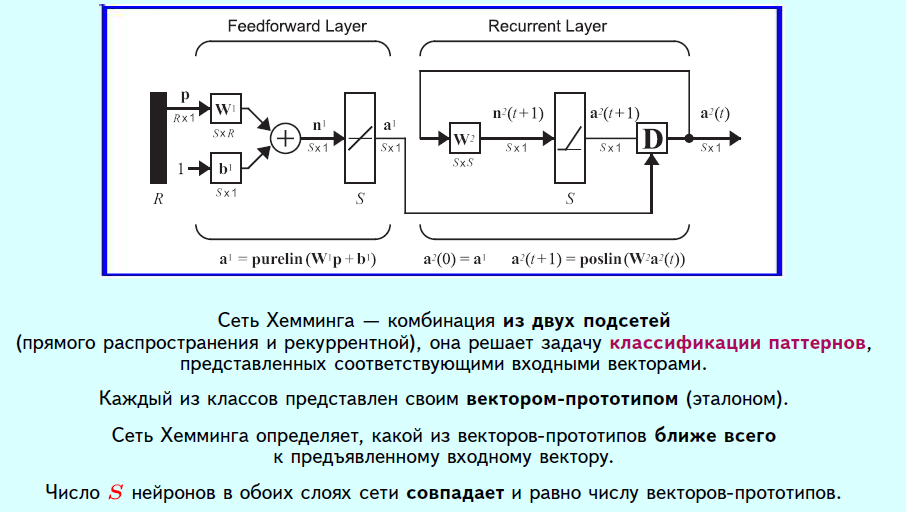 Feedforward Layer Recurrent Layer
p
R x 1
W¹
S x R
1
b¹
S x 1
R
n¹
S x 1
S
a¹
S x 1
W²
S x S
n²(t+1)
S x 1
S
a²(t+1)
S x 1
D
a²(t)
S x 1
a¹ = purelin(W¹p+b¹) a²(0) = a¹ a²(t+1) = poslin(W²a²(t))
Сеть Хемминга — комбинация из двух подсетей
(прямого распространения и рекуррентной), она решает задачу классификации паттернов,
представленных соответствующими входными векторами.
Каждый из классов представлен своим вектором-прототипом (эталоном).
Сеть Хемминга определяет, какой из векторов-прототипов ближе всего
к предъявленному входному вектору.
Число S нейронов в обоих слоях сети совпадает и равно числу векторов-прототипов.